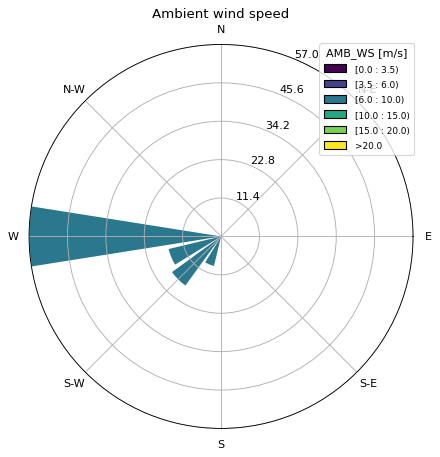 Ambient wind speed
N
57.0
AMB_WS [m/s]
[0.0 : 3.5)
[3.5 : 6.0)
[6.0 : 10.0)
[10.0 : 15.0)
[15.0 : 20.0)
>20.0
N-W
45.6
N-E
34.2
22.8
11.4
W
E
S-W
S-E
S